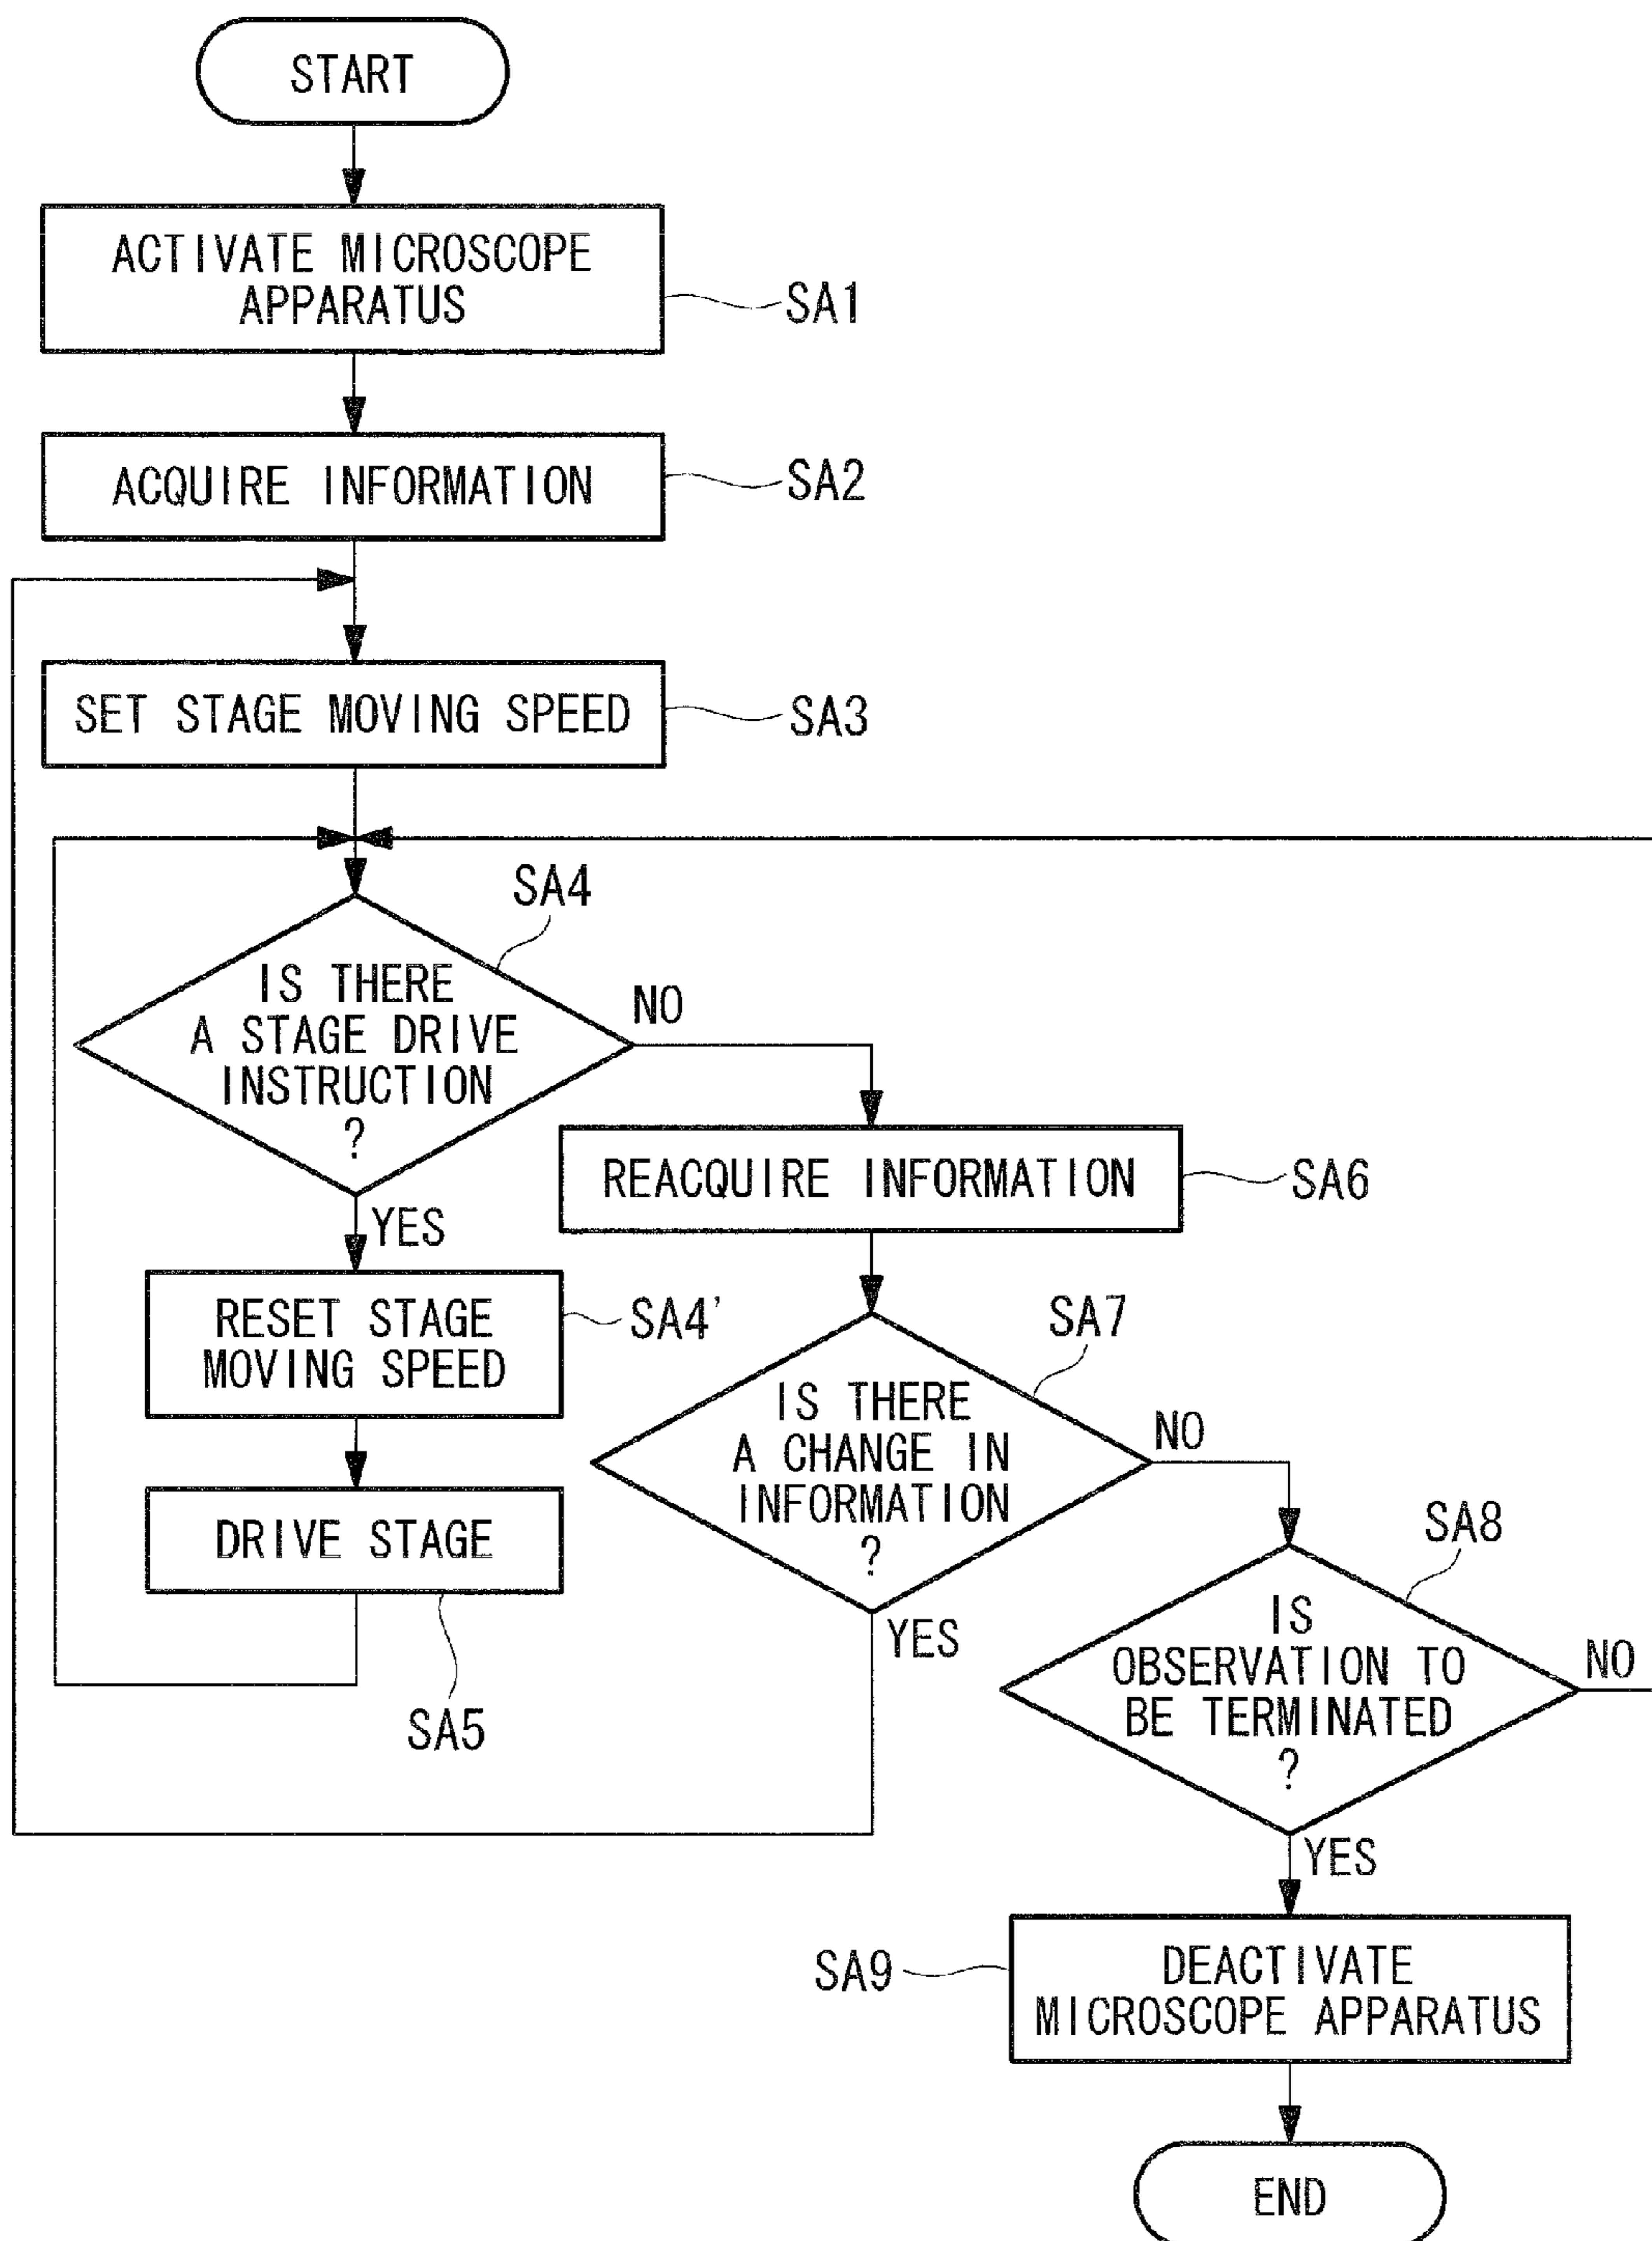 START
ACTIVATE MICROSCOPE
APPARATUS
SA1
ACQUIRE INFORMATION
SA2
SET STAGE MOVING SPEED
SA3
SA4
IS THERE
A STAGE DRIVE
INSTRUCTION
?
NO
YES
REACQUIRE INFORMATION
SA6
RESET STAGE
MOVING SPEED
SA4'
SA7
IS THERE
A CHANGE IN
INFORMATION
?
NO
YES
DRIVE STAGE
SA5
SA8
IS
OBSERVATION TO
BE TERMINATED
?
NO
YES
SA9
DEACTIVATE
MICROSCOPE APPARATUS
END